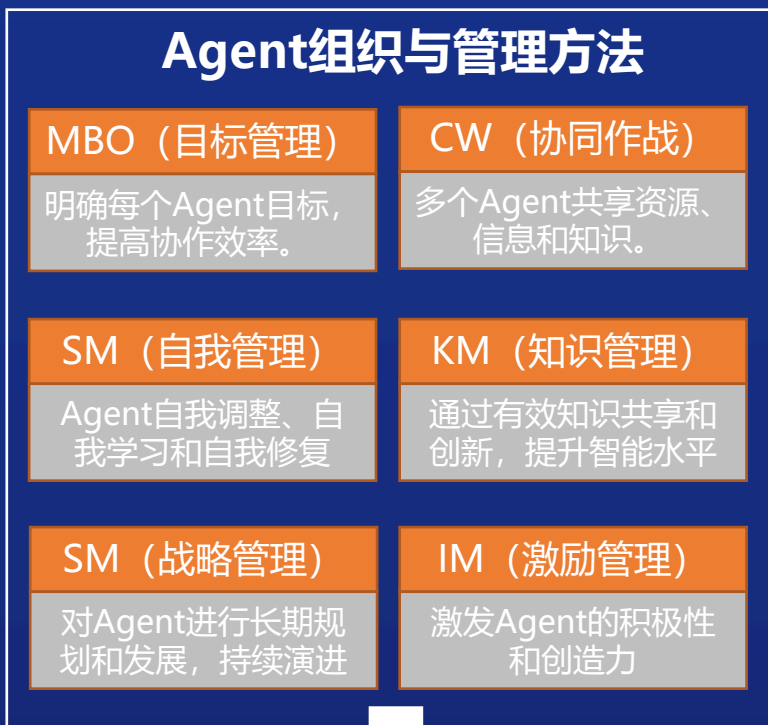 Agent组织与管理方法
MBO（目标管理）
明确每个Agent目标，
提高协作效率。
CW（协同作战）
多个Agent共享资源、
信息和知识。
SM（自我管理）
Agent自我调整、自
我学习和自我修复
KM（知识管理）
通过有效知识共享和
创新，提升智能水平
SM（战略管理）
对Agent进行长期规
划和发展，持续演进
IM（激励管理）
激发Agent的积极性
和创造力